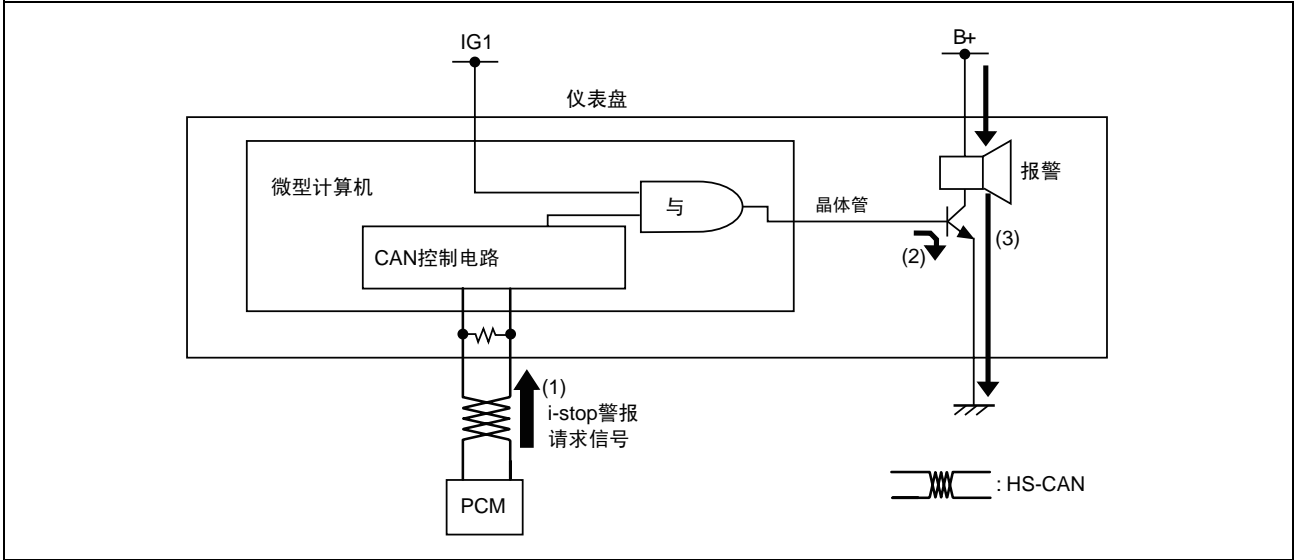 IG1
B+
仪表盘
微型计算机
报警
与
晶体管
CAN控制电路
(2)
(3)
(1)
i-stop警报
请求信号
PCM
: HS-CAN